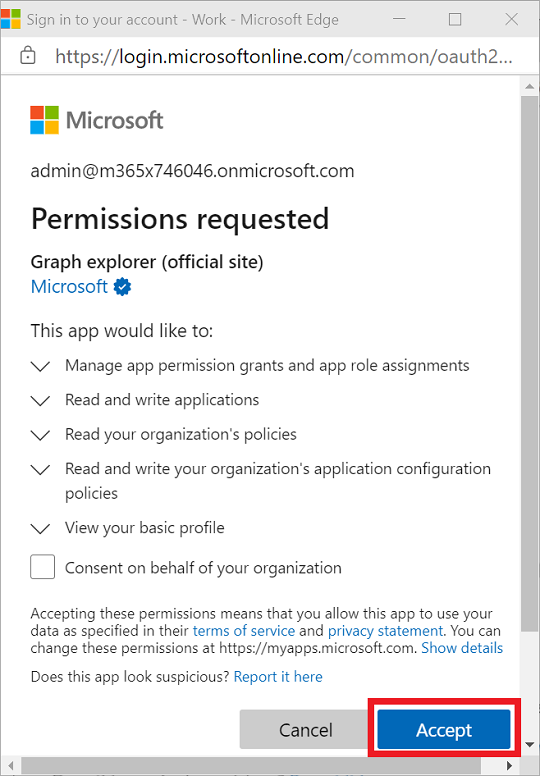 Sign in to your account - Work - Microsoft Edge
https://login.microsoftonline.com/common/oauth2...
Microsoft
admin@m365x746046.onmicrosoft.com
Permissions requested
Graph explorer (official site)
Microsoft
This app would like to:
Manage app permission grants and app role assignments
Read and write applications
Read your organization's policies
Read and write your organization's application configuration
policies
View your basic profile
Consent on behalf of your organization
Accepting these permissions means that you allow this app to use your
data as specified in their terms of service and privacy statement. You can
change these permissions at https://myapps.microsoft.com. Show details
Does this app look suspicious? Report it here
Cancel Accept